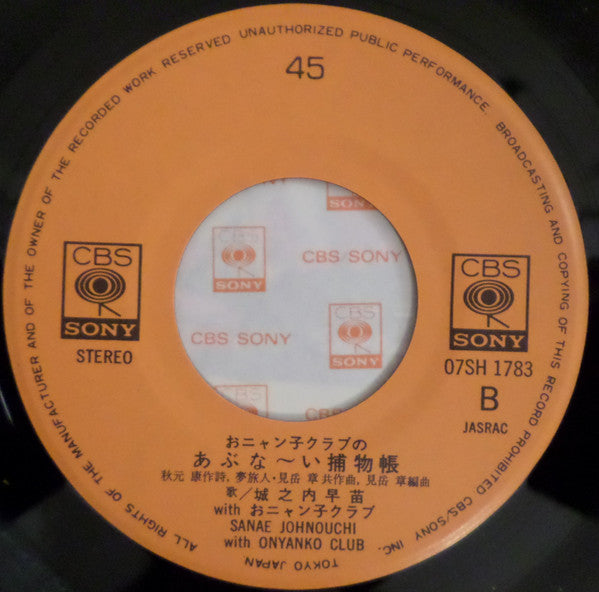 ALL RIGHTS OF THE MANUFACTURER AND OF THE OWNER OF THE RECORDED WORK RESERVED UNAUTHORIZED PUBLIC PERFORMANCE, BROADCASTING AND COPYING OF THIS RECORD PROHIBITED CBS/SONY INC.
TOKYO JAPAN
45
CBS
SONY
STEREO
CBS
SONY
07SH 1783
B
JASRAC
SONY
CBS/SONY
CBS SONY
CBS
SONY
おニャン子クラブの
あぶな〜い捕物帳
秋元 康作詩, 夢旅人・見岳 章共作曲, 見岳 章編曲
歌/城之内早苗
with おニャン子クラブ
SANAE JOHNOUCHI
with ONYANKO CLUB